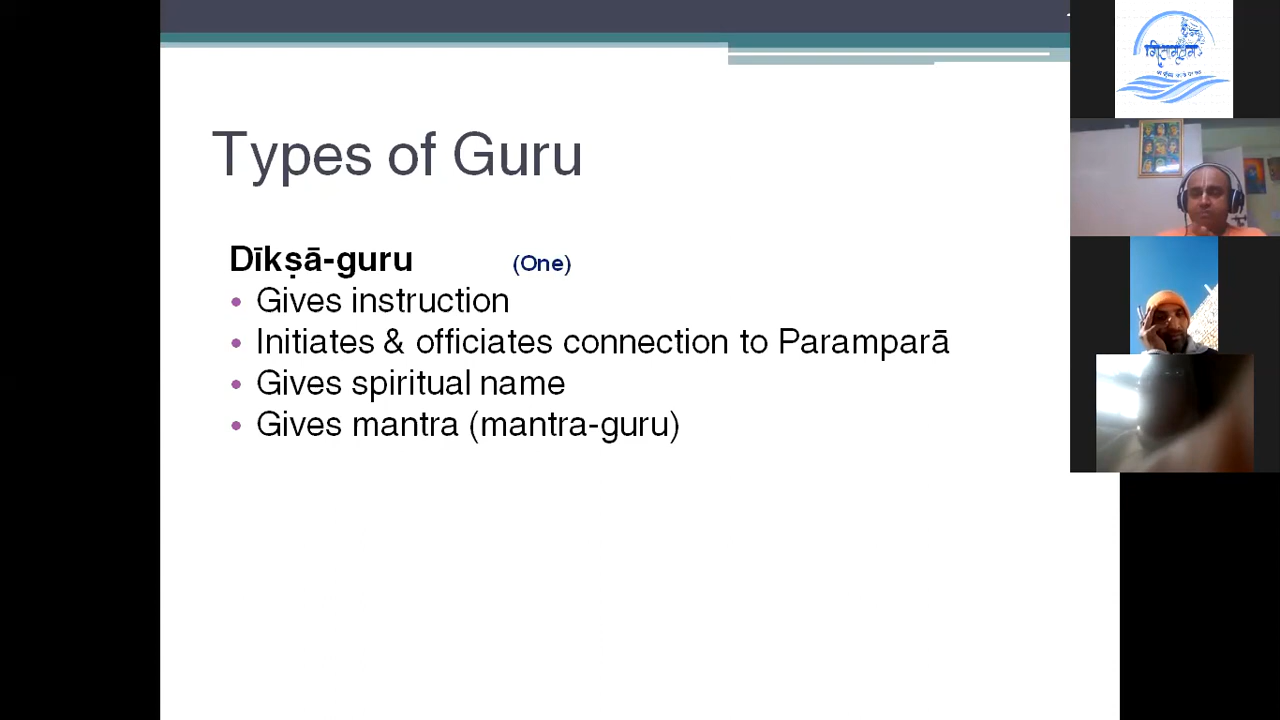 Types of Guru
Dīkṣā-guru (One)
• Gives instruction
• Initiates & officiates connection to Paramparā
• Gives spiritual name
• Gives mantra (mantra-guru)